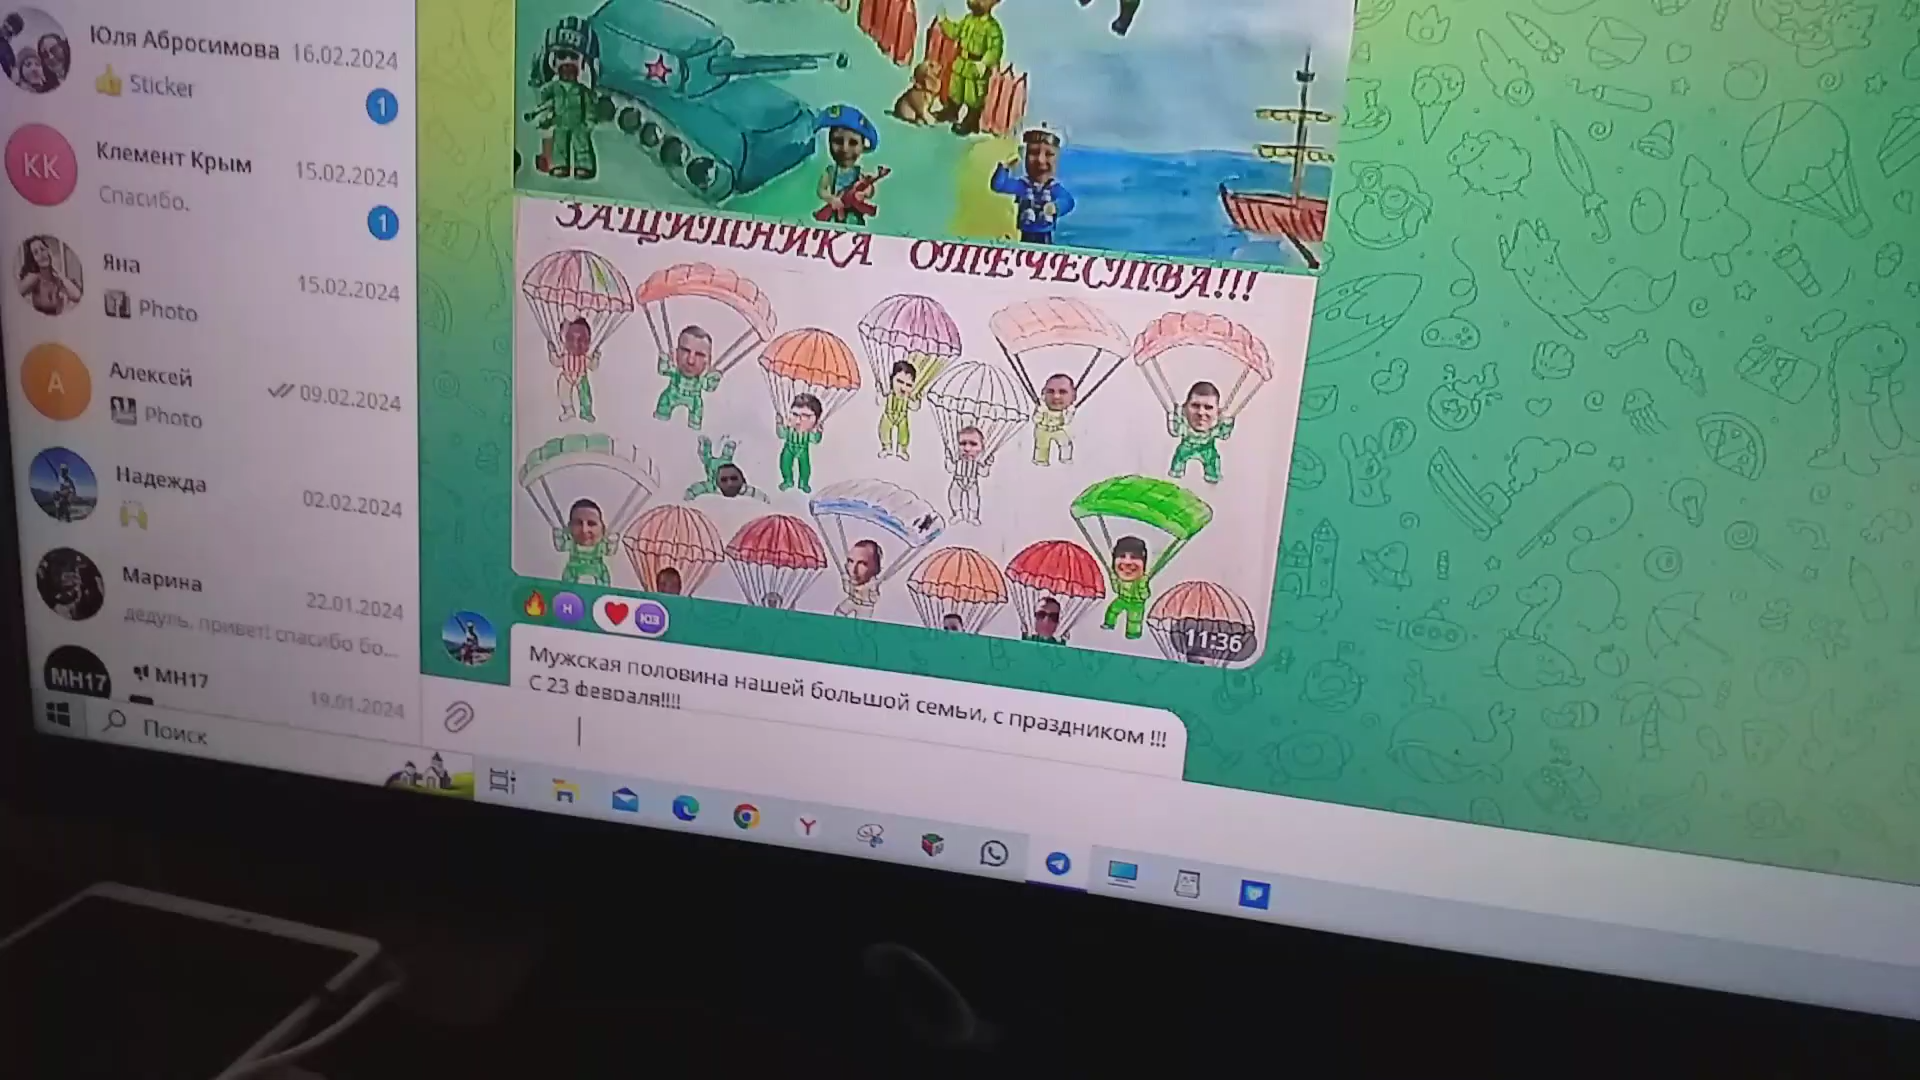 Юля Абросимова 16.02.2024
Sticker
1
КК
Клемент Крым 15.02.2024
Спасибо.
1
Яна 15.02.2024
Photo
А
Алексей 09.02.2024
Photo
Надежда 02.02.2024
Марина 22.01.2024
дедуль, привет! спасибо бо...
MH17
MH17 19.01.2024
Поиск
ЗАЩИТНИКА ОТЕЧЕСТВА!!!
Н
ЮЗ
11:36
Мужская половина нашей большой семьи, с праздником !!!
С 23 февраля!!!!